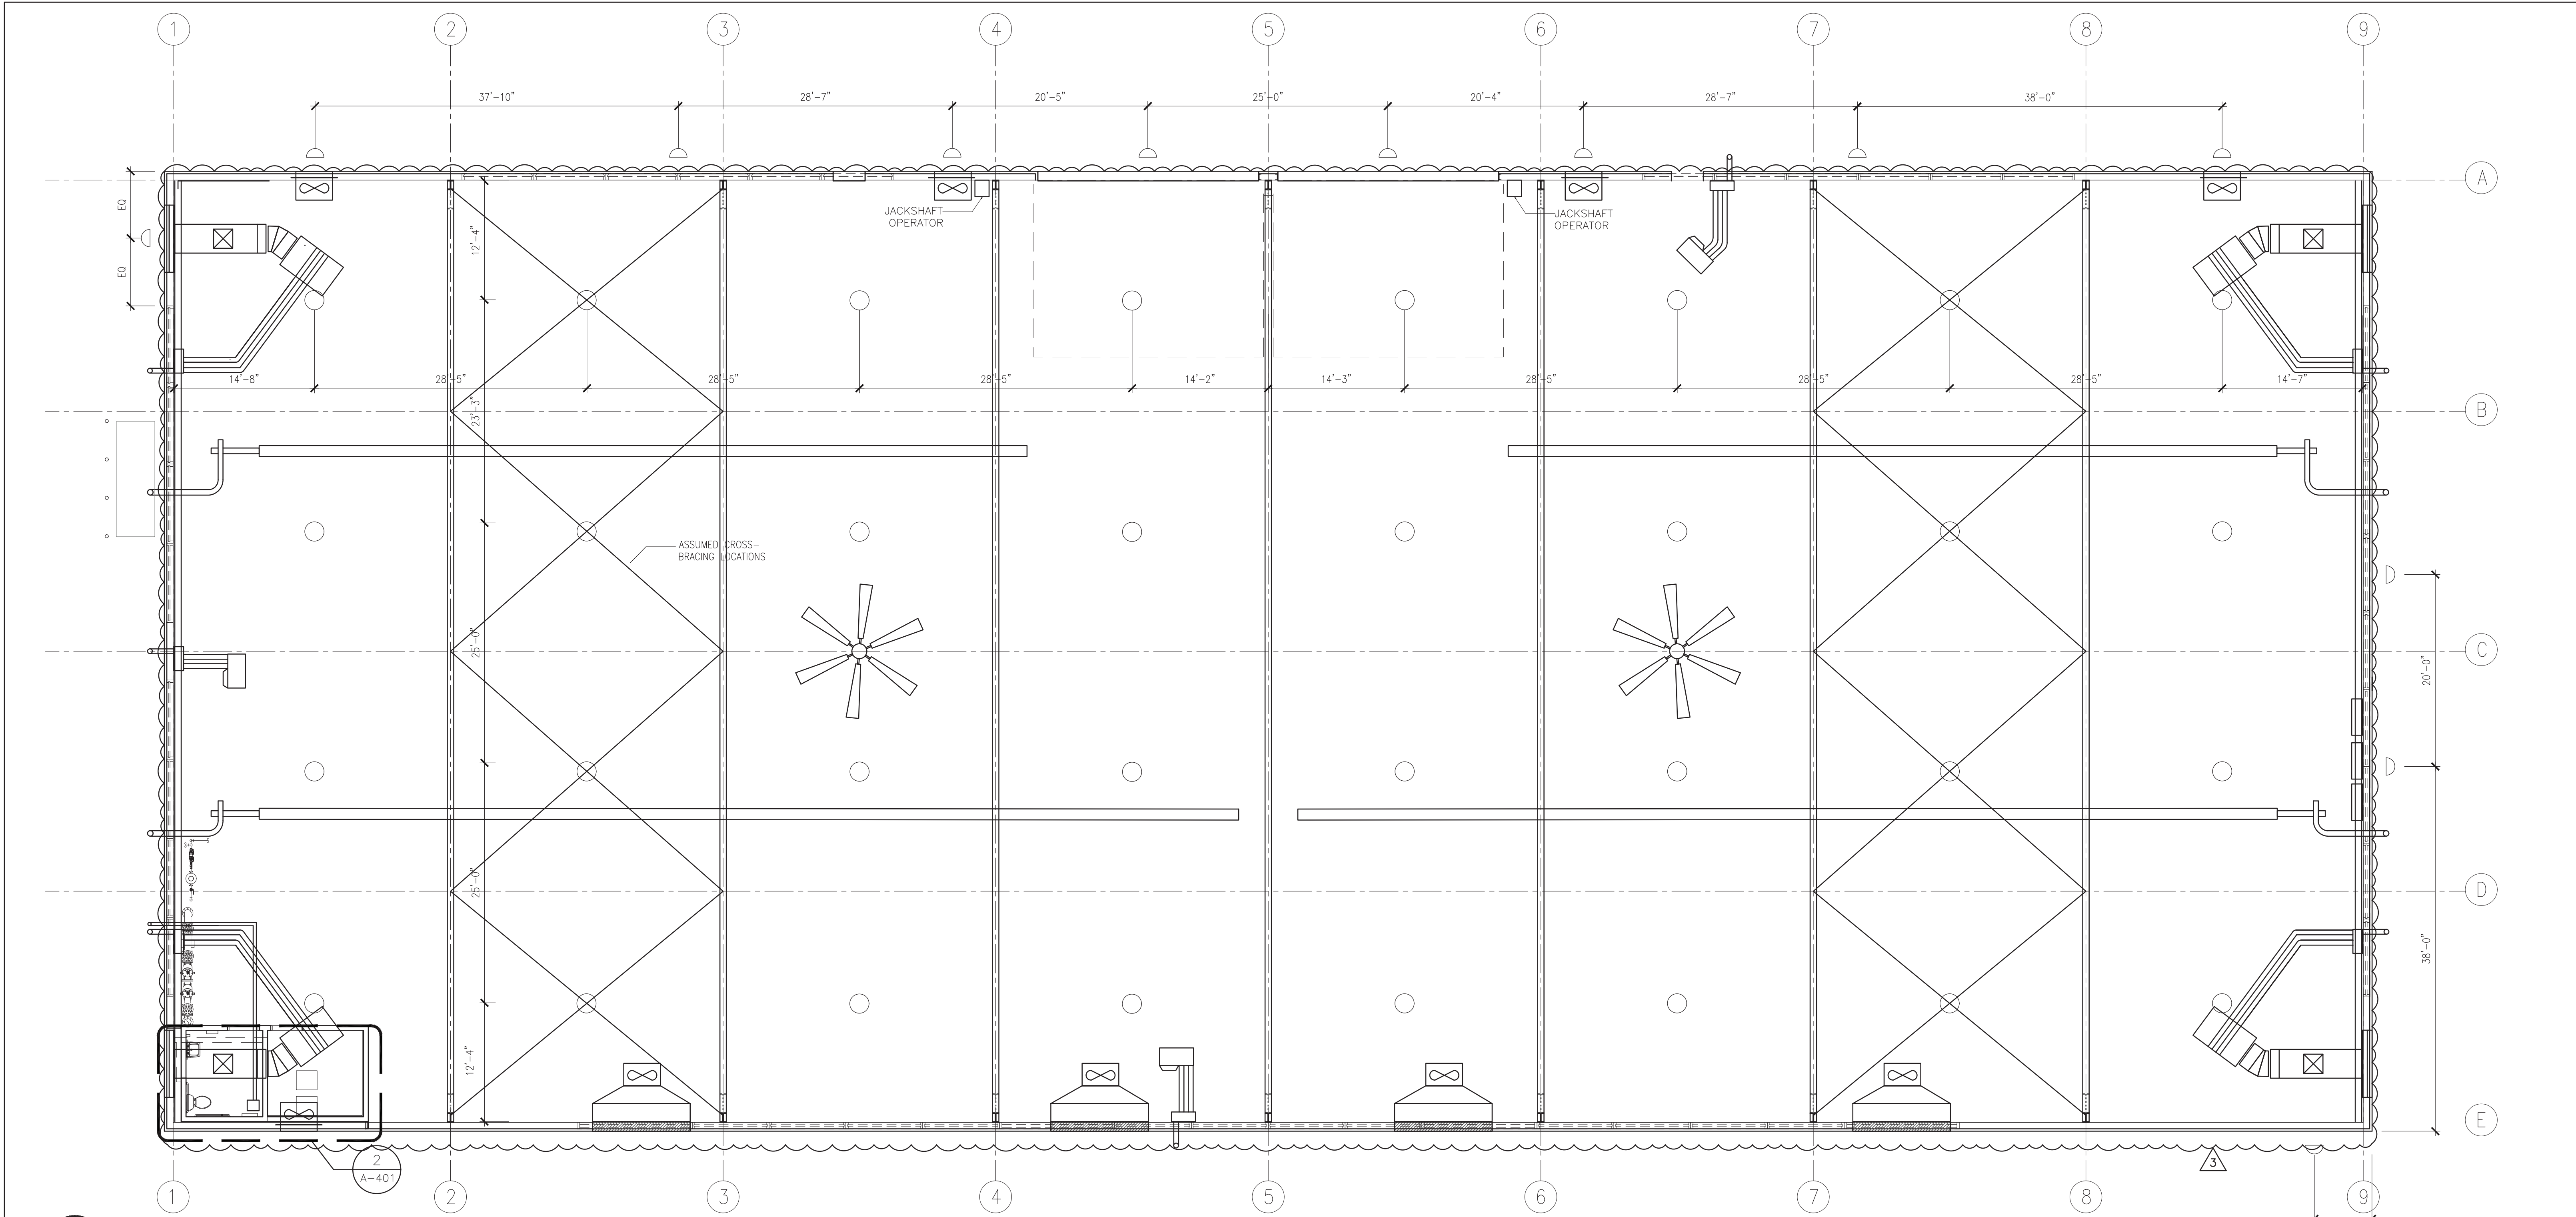 1 2 3 4 5 6 7 8 9
37'-10" 28'-7" 20'-5" 25'-0" 20'-4" 28'-7" 38'-0"
A
EQ
EQ
JACKSHAFT
OPERATOR
JACKSHAFT
OPERATOR
12'-4"
14'-8" 28'-5" 28'-5" 28'-5" 14'-2" 14'-3" 28'-5" 28'-5" 28'-5" 14'-7"
23'-3"
B
ASSUMED CROSS-
BRACING LOCATIONS
25'-0"
C
20'-0"
25'-0"
D
38'-0"
12'-4"
E
2
A-401
3
1 2 3 4 5 6 7 8 9